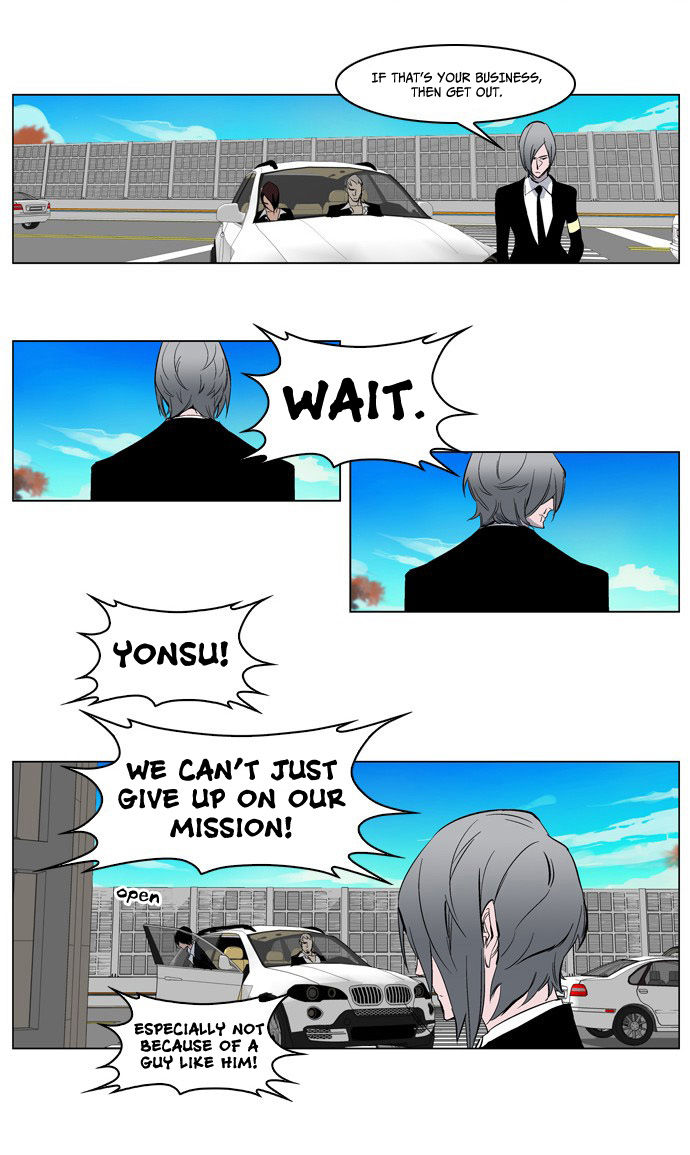 IF THAT'S YOUR BUSINESS,
THEN GET OUT.
WAIT.
YONSU!
WE CAN'T JUST
GIVE UP ON OUR
MISSION!
open
ESPECIALLY NOT
BECAUSE OF A
GUY LIKE HIM!